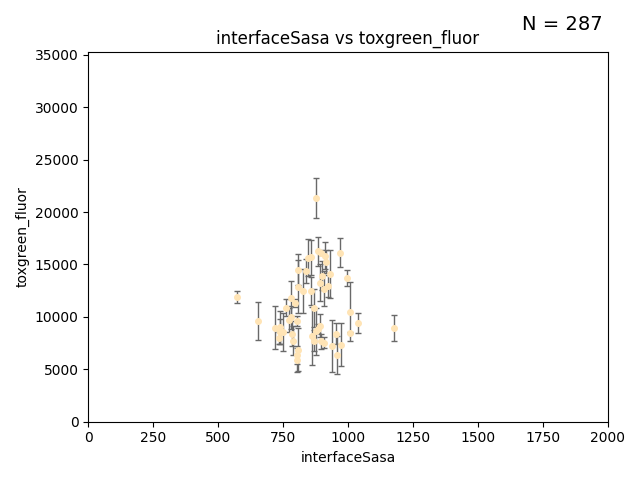 N = 287
interfaceSasa vs toxgreen_fluor
35000
30000
25000
20000
15000
10000
5000
0
toxgreen_fluor
0 250 500 750 1000 1250 1500 1750 2000
interfaceSasa